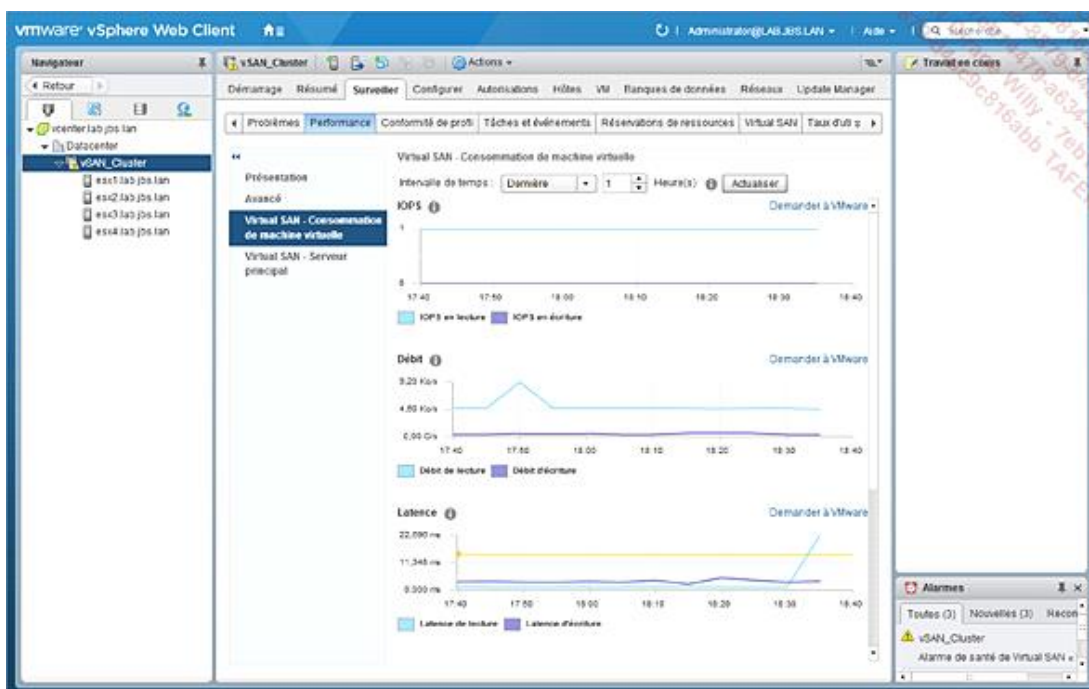 vmware vSphere Web Client
Administrator@LAB.JBS.LAN
Aide
Navigateur
Retour
vcenter.lab.jbs.lan
Datacenter
vSAN_Cluster
esx1.lab.jbs.lan
esx2.lab.jbs.lan
esx3.lab.jbs.lan
esx4.lab.jbs.lan
vSAN_Cluster
Actions
Démarrage Résumé Surveiller Configurer Autorisations Hôtes VM Banques de données Réseaux Update Manager
Problèmes Performance Conformité de profi Tâches et événements Réservations de ressources Virtual SAN Taux d'uti
Présentation
Avancé
Virtual SAN - Consommation
de machine virtuelle
Virtual SAN - Serveur
principal
Virtual SAN - Consommation de machine virtuelle
Intervalle de temps : Dernière 1 Heure(s) Actualiser
IOPS
Demander à VMware
1
0
17:40 17:50 18:00 18:10 18:20 18:30 18:40
IOPS en lecture IOPS en écriture
Débit
Demander à VMware
9,20 Ko/s
4,60 Ko/s
0,00 O/s
17:40 17:50 18:00 18:10 18:20 18:30 18:40
Débit de lecture Débit d'écriture
Latence
Demander à VMware
11,345 ms
0,000 ms
17:40 17:50 18:00 18:10 18:20 18:30 18:40
Latence de lecture Latence d'écriture
Travail en cours
Alarmes
Toutes (3) Nouvelles (3) Recon
vSAN_Cluster
Alarme de santé de Virtual SAN «